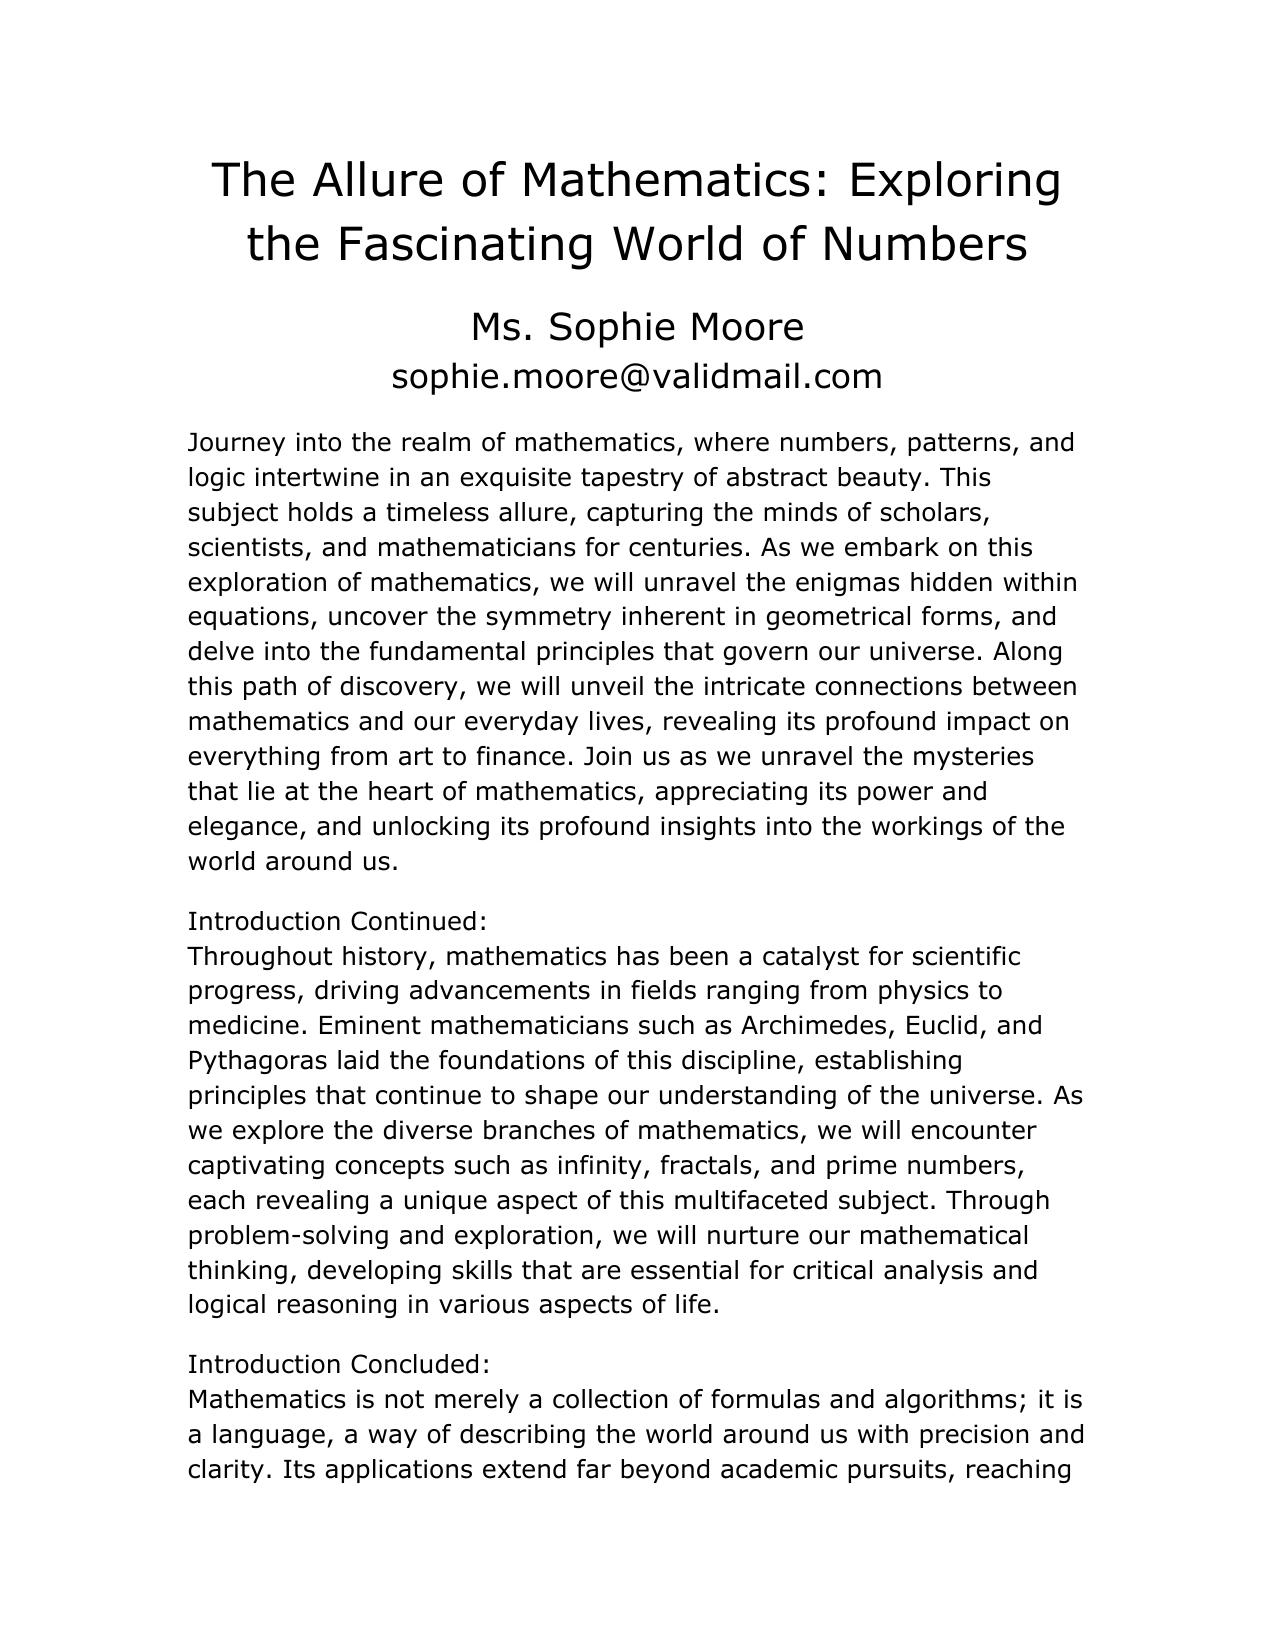 The Allure of Mathematics: Exploring
the Fascinating World of Numbers
Ms. Sophie Moore
sophie.moore@validmail.com
Journey into the realm of mathematics, where numbers, patterns, and
logic intertwine in an exquisite tapestry of abstract beauty. This
subject holds a timeless allure, capturing the minds of scholars,
scientists, and mathematicians for centuries. As we embark on this
exploration of mathematics, we will unravel the enigmas hidden within
equations, uncover the symmetry inherent in geometrical forms, and
delve into the fundamental principles that govern our universe. Along
this path of discovery, we will unveil the intricate connections between
mathematics and our everyday lives, revealing its profound impact on
everything from art to finance. Join us as we unravel the mysteries
that lie at the heart of mathematics, appreciating its power and
elegance, and unlocking its profound insights into the workings of the
world around us.
Introduction Continued:
Throughout history, mathematics has been a catalyst for scientific
progress, driving advancements in fields ranging from physics to
medicine. Eminent mathematicians such as Archimedes, Euclid, and
Pythagoras laid the foundations of this discipline, establishing
principles that continue to shape our understanding of the universe. As
we explore the diverse branches of mathematics, we will encounter
captivating concepts such as infinity, fractals, and prime numbers,
each revealing a unique aspect of this multifaceted subject. Through
problem-solving and exploration, we will nurture our mathematical
thinking, developing skills that are essential for critical analysis and
logical reasoning in various aspects of life.
Introduction Concluded:
Mathematics is not merely a collection of formulas and algorithms; it is
a language, a way of describing the world around us with precision and
clarity. Its applications extend far beyond academic pursuits, reaching